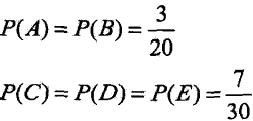 P(A) = P(B) = 3/20
P(C) = P(D) = P(E) = 7/30